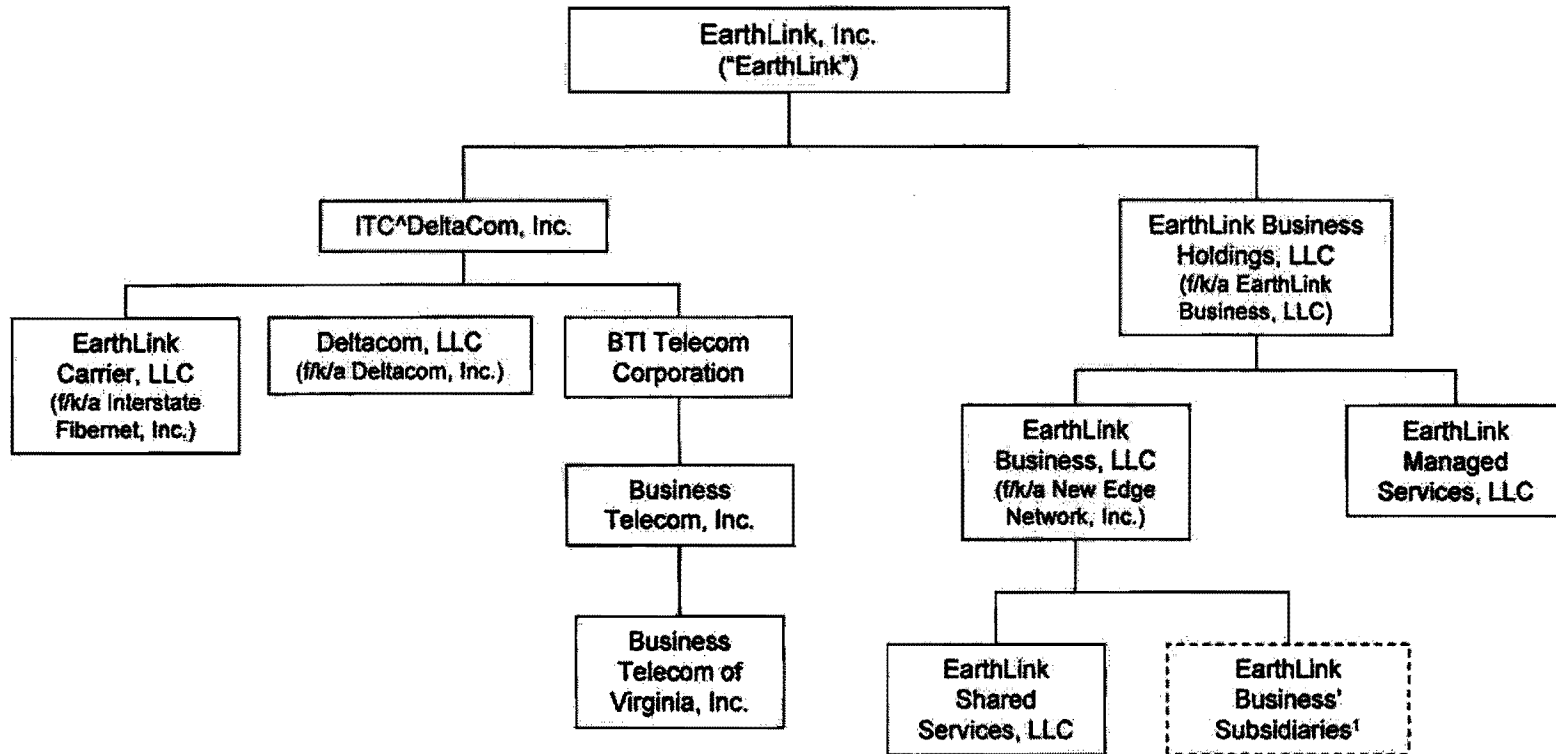 EarthLink, Inc.
("EarthLink")
ITC^DeltaCom, Inc.
EarthLink Business
Holdings, LLC
(f/k/a EarthLink
Business, LLC)
EarthLink
Carrier, LLC
(f/k/a Interstate
Fibernet, Inc.)
Deltacom, LLC
(f/k/a Deltacom, Inc.)
BTI Telecom
Corporation
EarthLink
Business, LLC
(f/k/a New Edge
Network, Inc.)
EarthLink
Managed
Services, LLC
Business
Telecom, Inc.
Business
Telecom of
Virginia, Inc.
EarthLink
Shared
Services, LLC
EarthLink
Business'
Subsidiaries¹